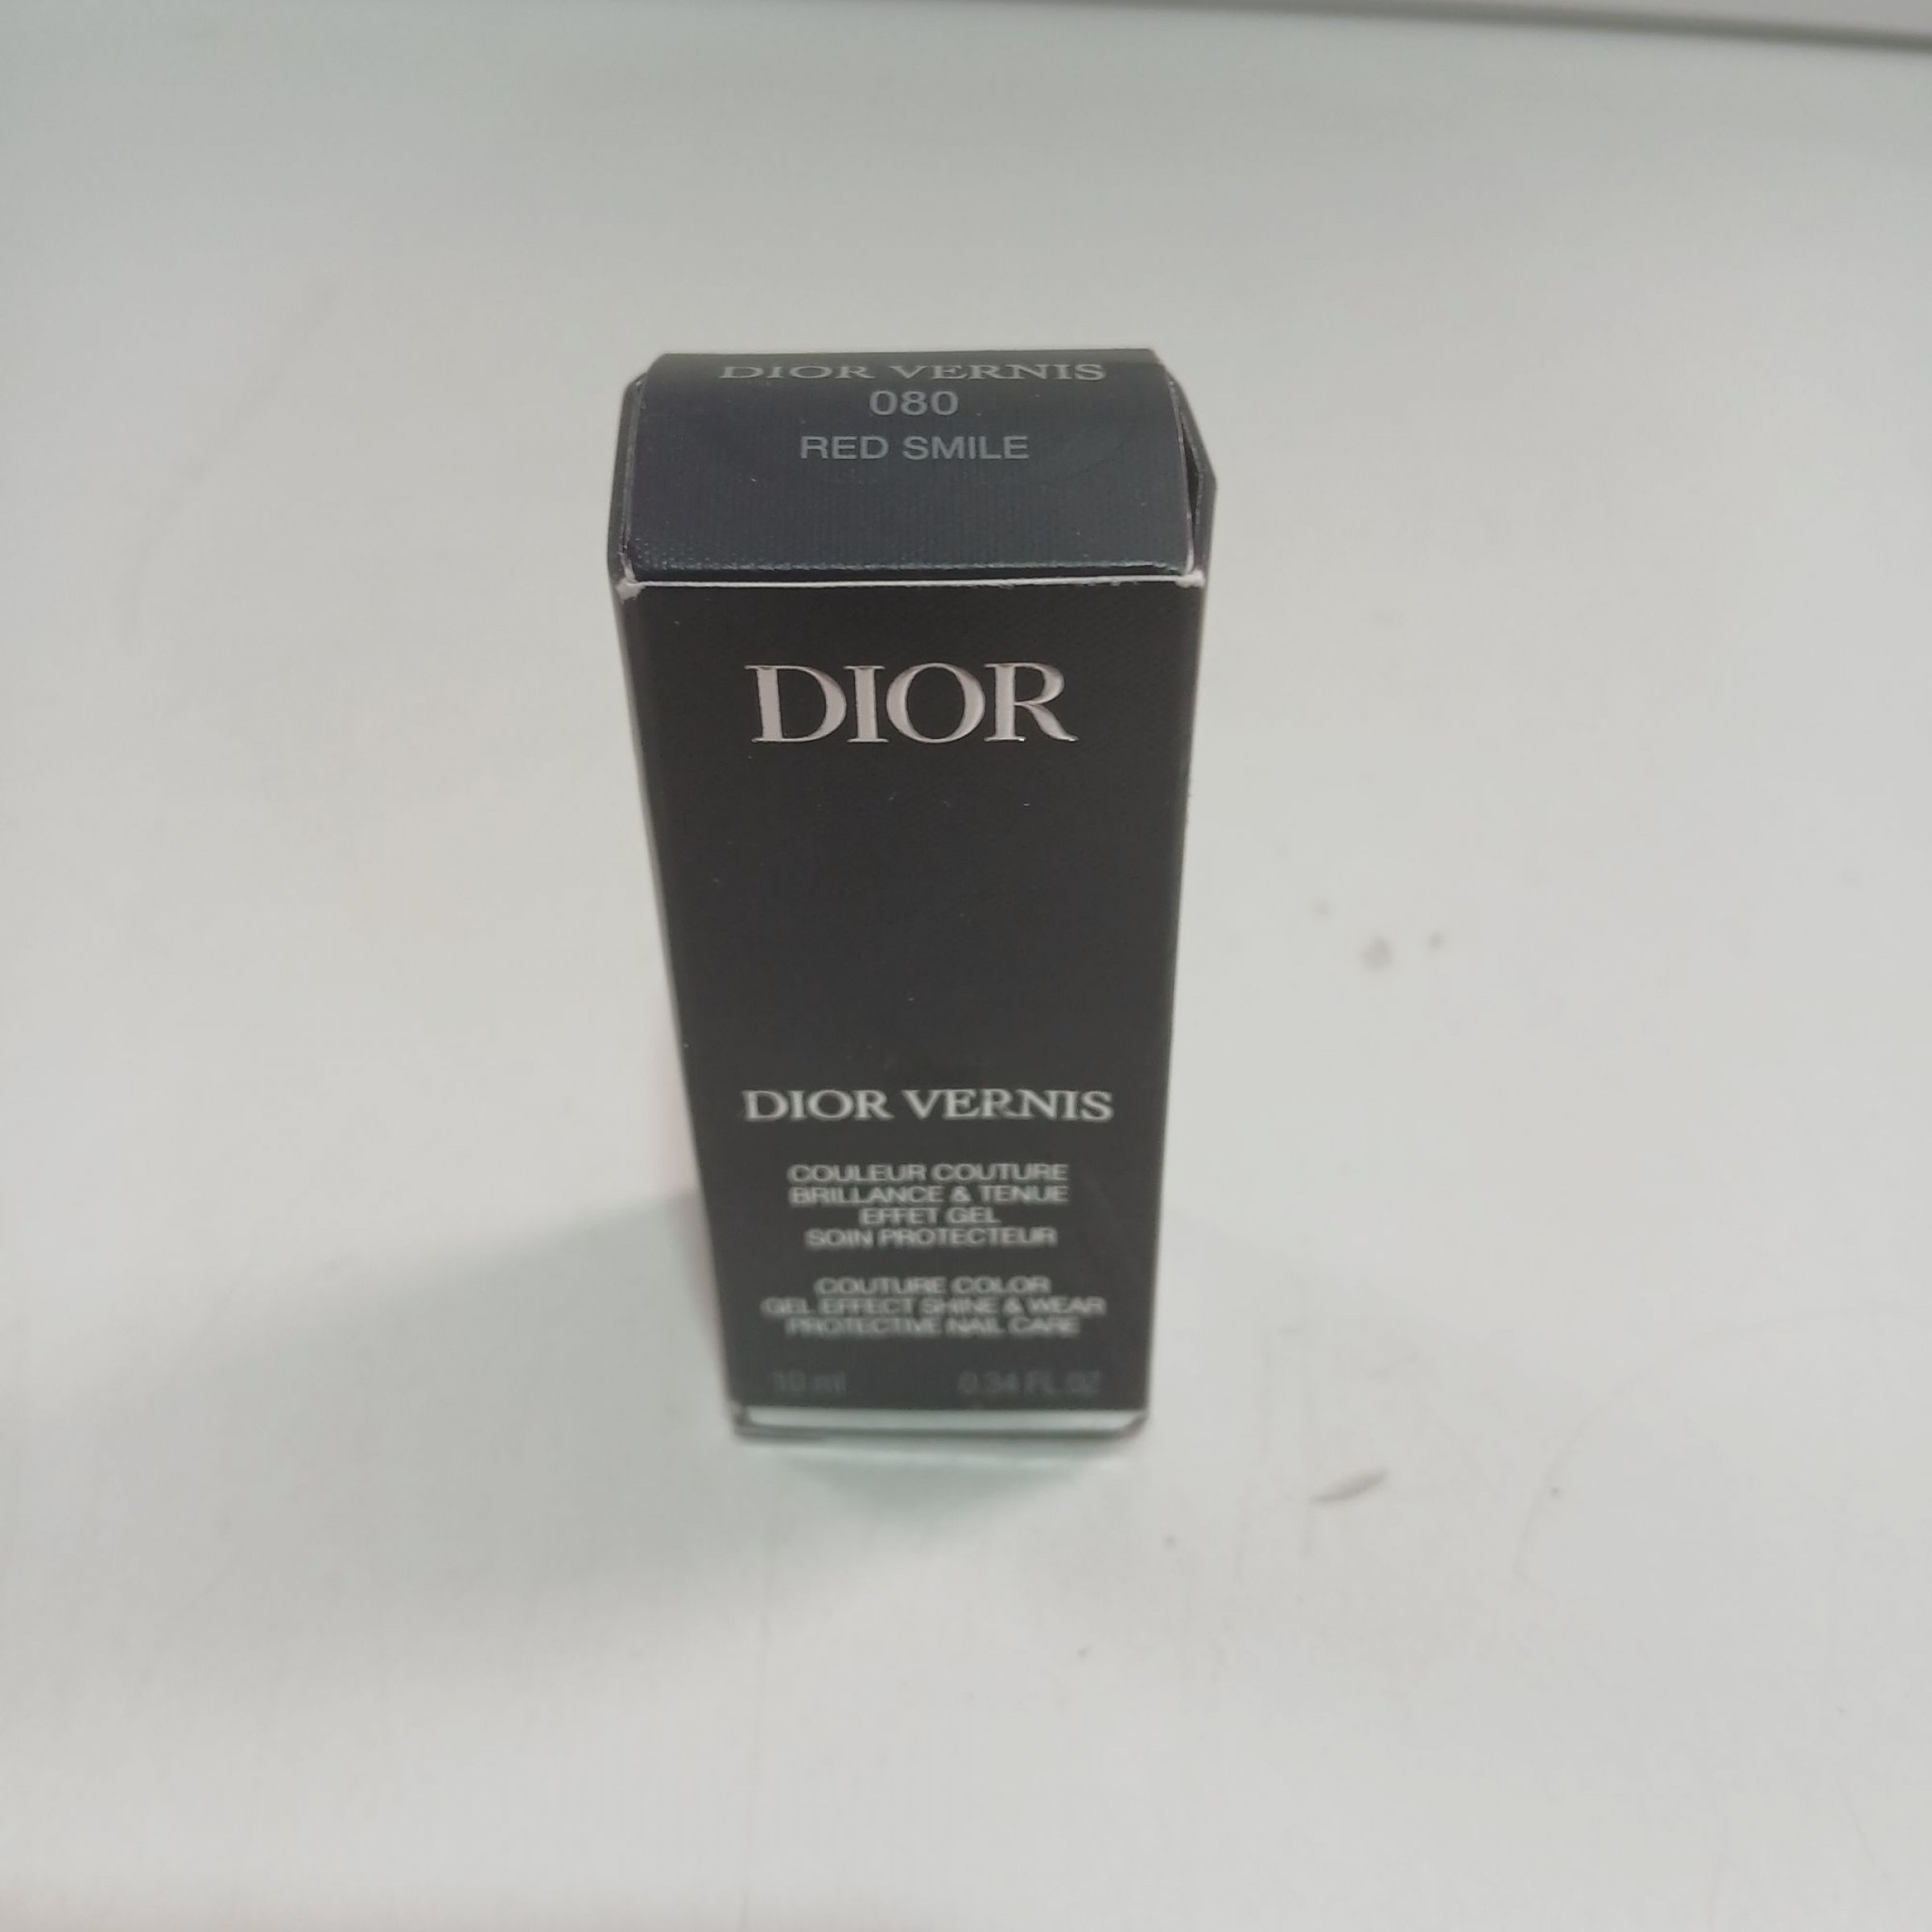 DIOR VERNIS
080
RED SMILE
DIOR
DIOR VERNIS
COULEUR COUTURE
BRILLANCE & TENUE
EFFET GEL
SOIN PROTECTEUR
COUTURE COLOR
GEL EFFECT SHINE & WEAR
PROTECTIVE NAIL CARE
10 ml 0.34 FL.OZ